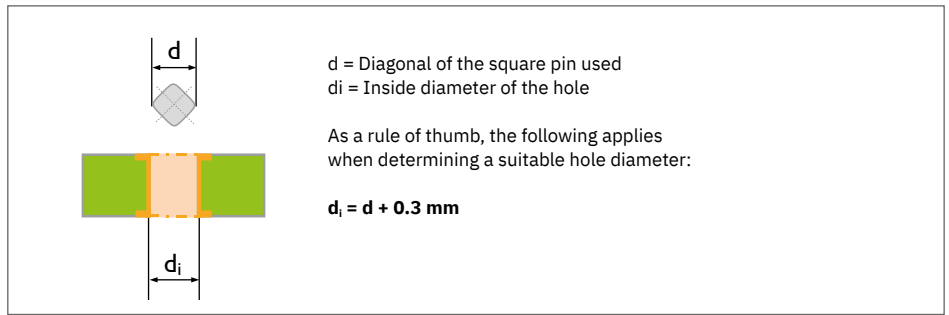 d
d = Diagonal of the square pin used
di = Inside diameter of the hole
As a rule of thumb, the following applies
when determining a suitable hole diameter:
dᵢ = d + 0.3 mm
dᵢ